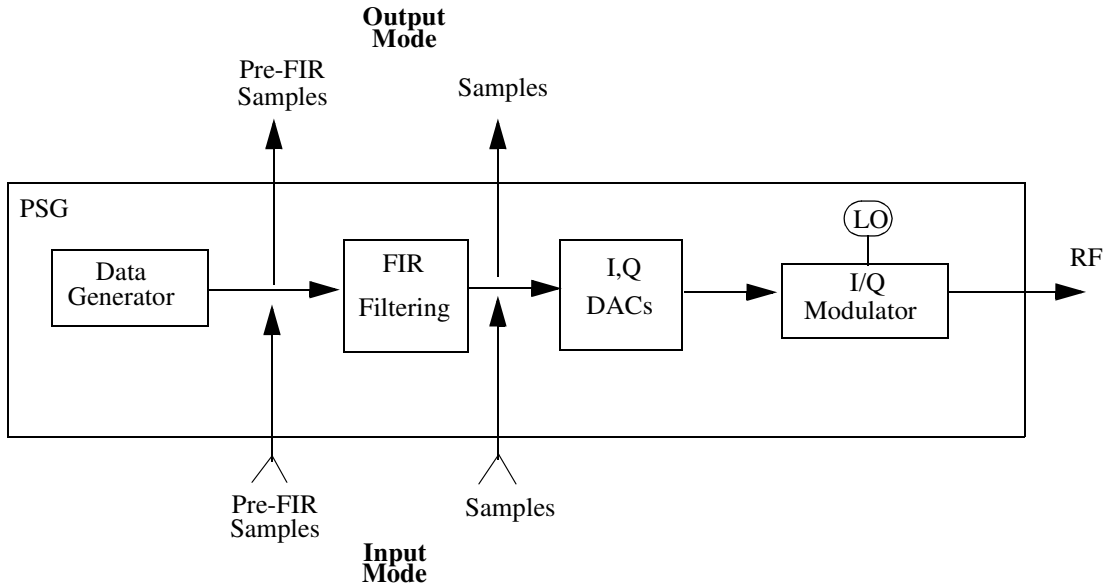 Output
Mode
Pre-FIR
Samples
Samples
PSG
LO
RF
Data
Generator
FIR
Filtering
I,Q
DACs
I/Q
Modulator
Pre-FIR
Samples
Samples
Input
Mode